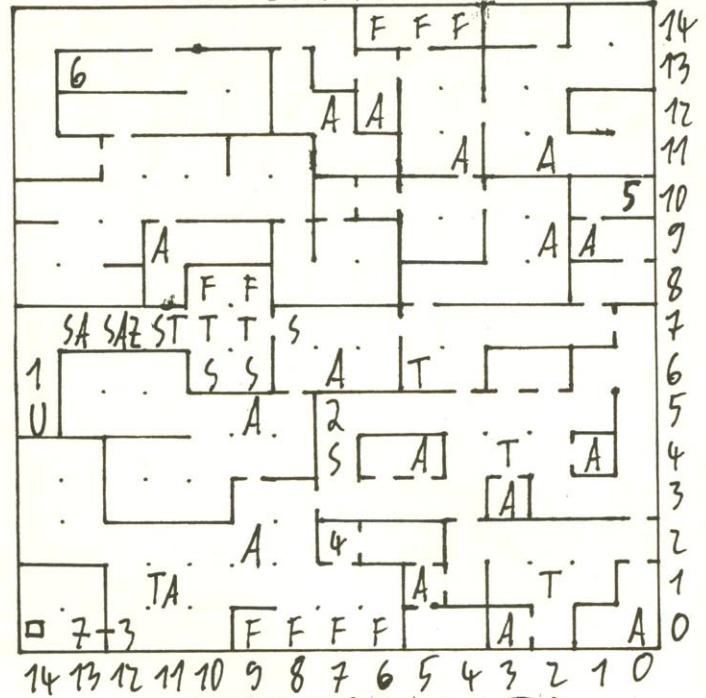 F F F 14
6 13
A A 12
A A 11
5 10
A A A 9
F F 8
SA SAZ ST T T S 7
1 S S A T 6
U A 2 5
S A T A 4
A 3
A 4 2
TA A T 1
7 3 F F F F A A 0
14 13 12 11 10 9 8 7 6 5 4 3 2 1 0